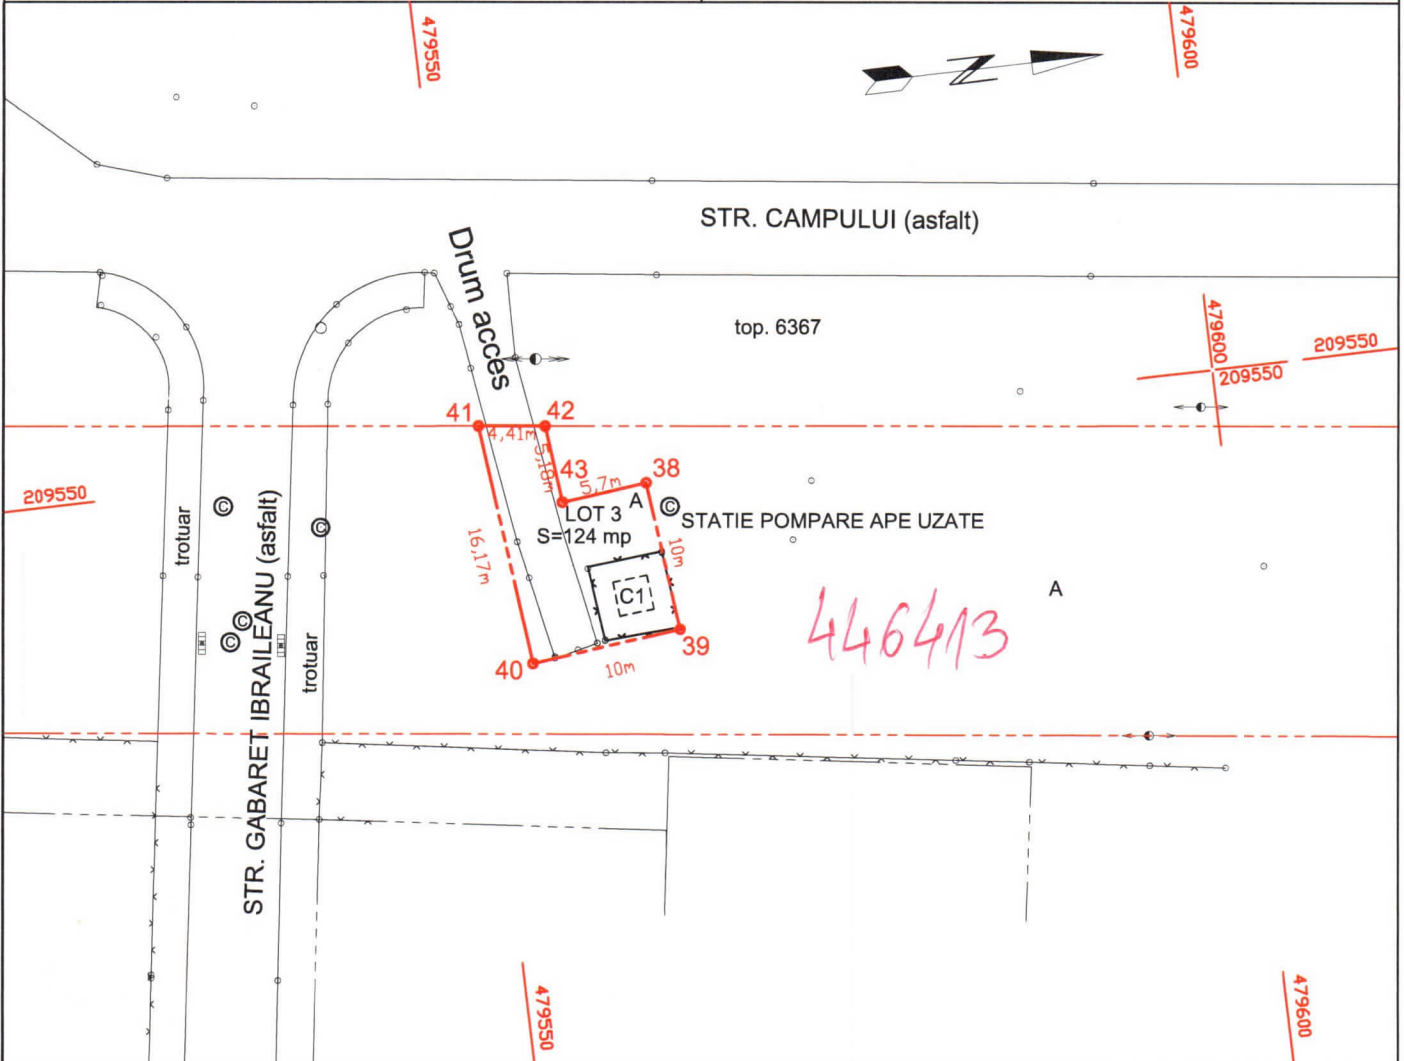 479550
479600
N
STR. CAMPULUI (asfalt)
Drum acces
top. 6367
479600
209550
209550
41
42
4,41m
5,18m
43
38
5,7m
A
LOT 3
S=124 mp
C
STATIE POMPARE APE UZATE
209550
trotuar
C
C
STR. GABARET IBRAILEANU (asfalt)
16,17m
10m
C1
A
446413
C
C
trotuar
39
40
10m
479550
479600